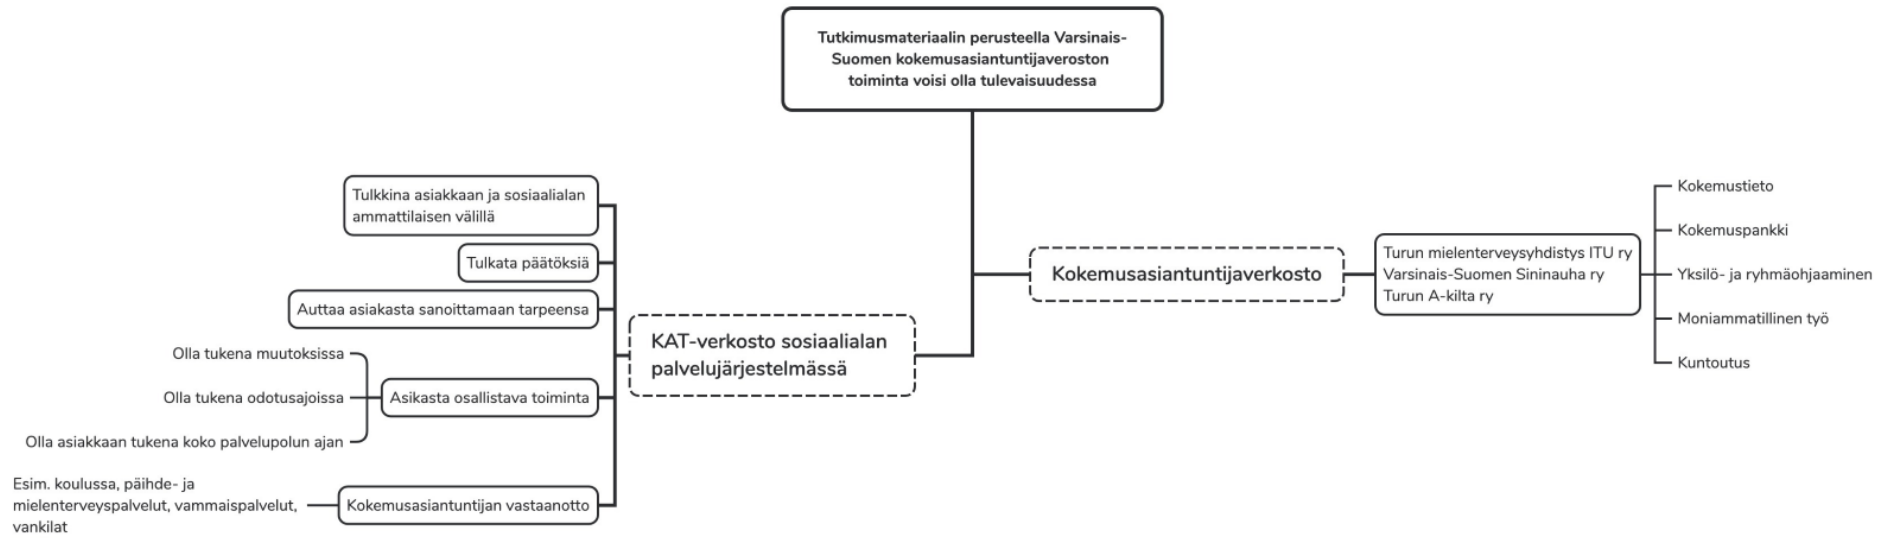 Tutkimusmateriaalin perusteella Varsinais-
Suomen kokemusasiantuntijaveroston
toiminta voisi olla tulevaisuudessa
Tulkkina asiakkaan ja sosiaalialan
ammattilaisen välillä
Tulkata päätöksiä
Auttaa asiakasta sanoittamaan tarpeensa
Olla tukena muutoksissa
Olla tukena odotusajoissa
Olla asiakkaan tukena koko palvelupolun ajan
Asikasta osallistava toiminta
Esim. koulussa, päihde- ja
mielenterveyspalvelut, vammaispalvelut,
vankilat
Kokemusasiantuntijan vastaanotto
KAT-verkosto sosiaalialan
palvelujärjestelmässä
Kokemusasiantuntijaverkosto
Turun mielenterveysyhdistys ITU ry
Varsinais-Suomen Sininauha ry
Turun A-kilta ry
Kokemustieto
Kokemuspankki
Yksilö- ja ryhmäohjaaminen
Moniammatillinen työ
Kuntoutus